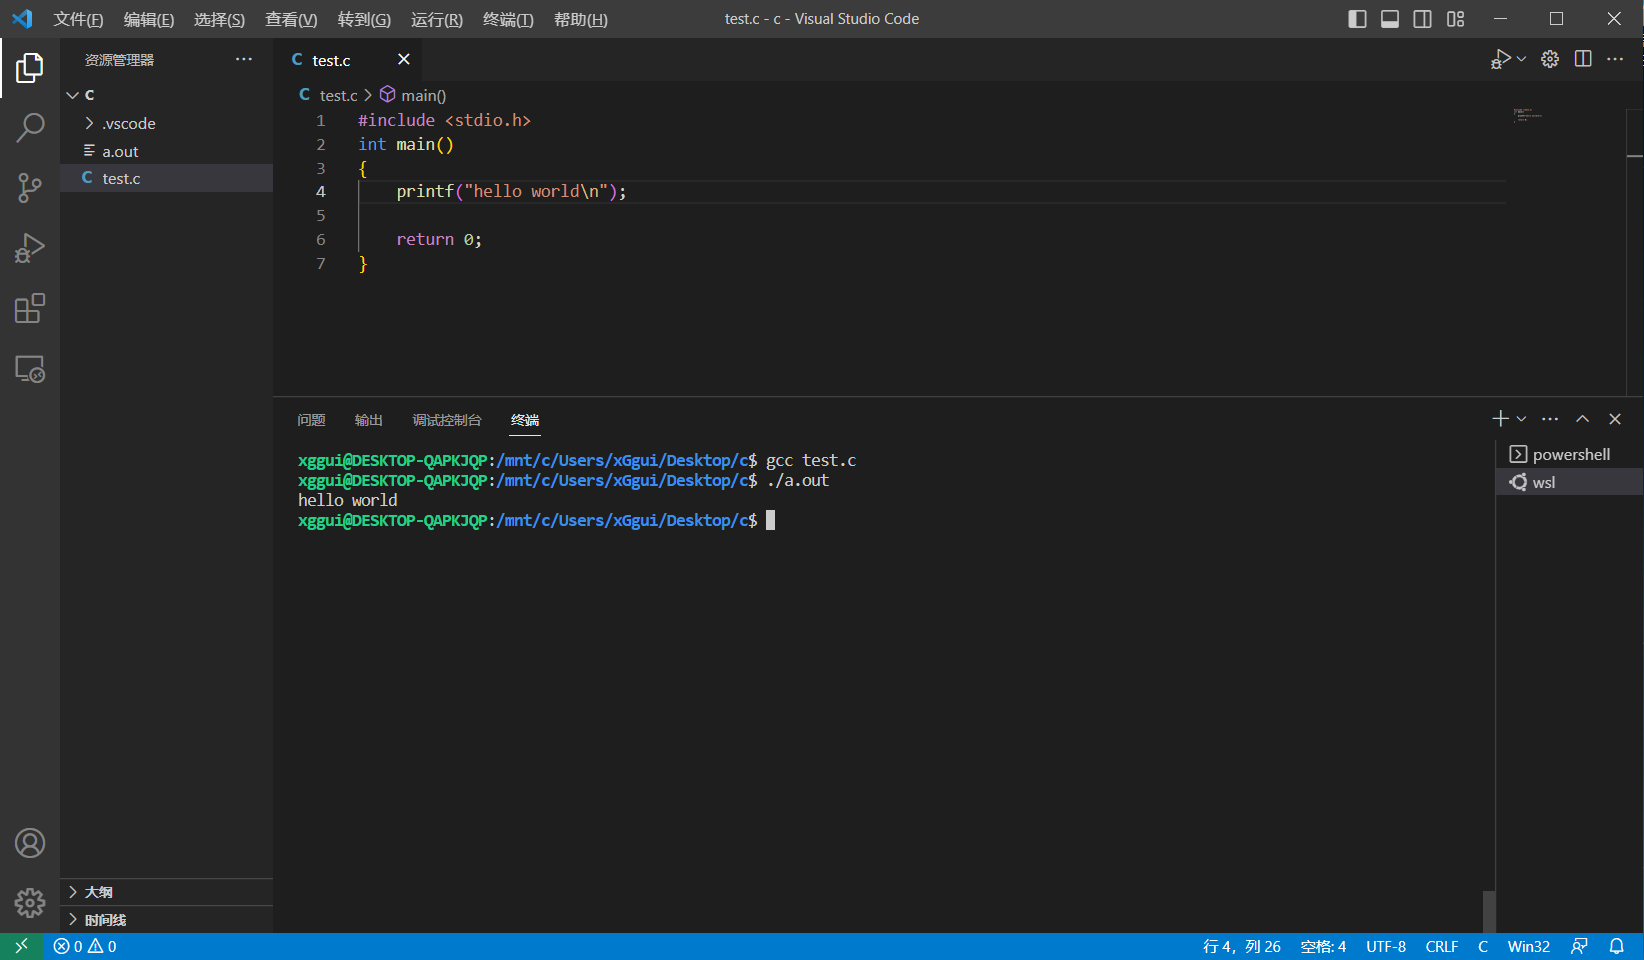 文件(F) 编辑(E) 选择(S) 查看(V) 转到(G) 运行(R) 终端(T) 帮助(H) test.c - c - Visual Studio Code
资源管理器
C
.vscode
a.out
C test.c
C test.c
C test.c > main()
1 #include <stdio.h>
2 int main()
3 {
4 printf("hello world\n");
5
6 return 0;
7 }
问题 输出 调试控制台 终端
xggui@DESKTOP-QAPKJQP:/mnt/c/Users/xGgui/Desktop/c$ gcc test.c
xggui@DESKTOP-QAPKJQP:/mnt/c/Users/xGgui/Desktop/c$ ./a.out
hello world
xggui@DESKTOP-QAPKJQP:/mnt/c/Users/xGgui/Desktop/c$
powershell
wsl
大纲
时间线
0 0 行 4，列 26 空格: 4 UTF-8 CRLF C Win32